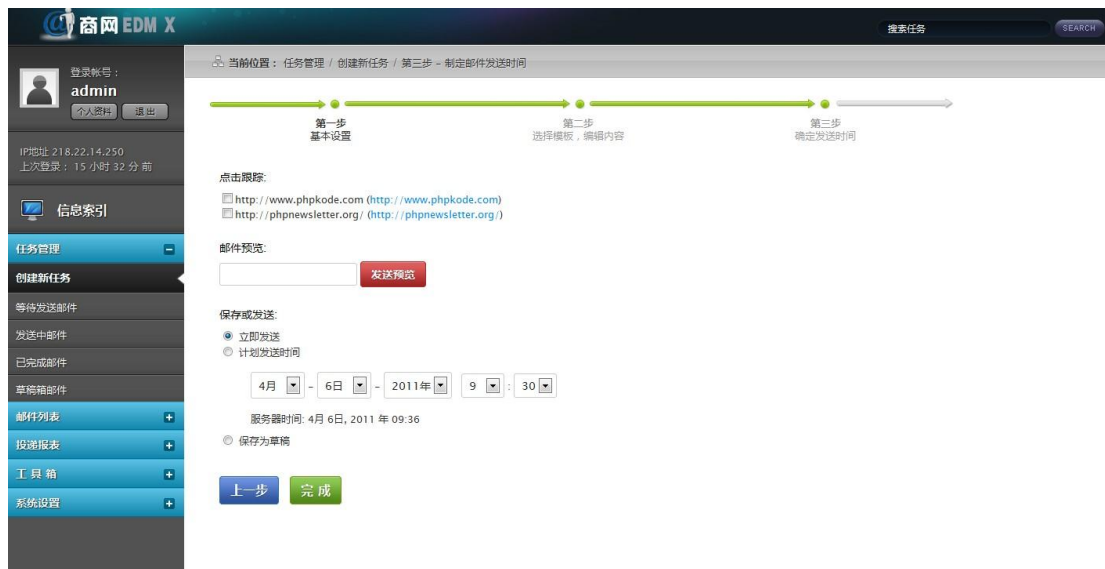 @ 商网 EDM X
搜索任务
SEARCH
登录帐号：
admin
个人资料 退出
IP地址 218.22.14.250
上次登录： 15 小时 32 分 前
信息索引
任务管理
创建新任务
等待发送邮件
发送中邮件
已完成邮件
草稿箱邮件
邮件列表
投递报表
工具箱
系统设置
当前位置： 任务管理 / 创建新任务 / 第三步 - 制定邮件发送时间
第一步
基本设置
第二步
选择模板，编辑内容
第三步
确定发送时间
点击跟踪:
http://www.phpkode.com (http://www.phpkode.com)
http://phpnewsletter.org/ (http://phpnewsletter.org/)
邮件预览:
发送预览
保存或发送:
立即发送
计划发送时间
4月 - 6日 - 2011年 9 : 30
服务器时间: 4月 6日, 2011 年 09:36
保存为草稿
上一步 完成